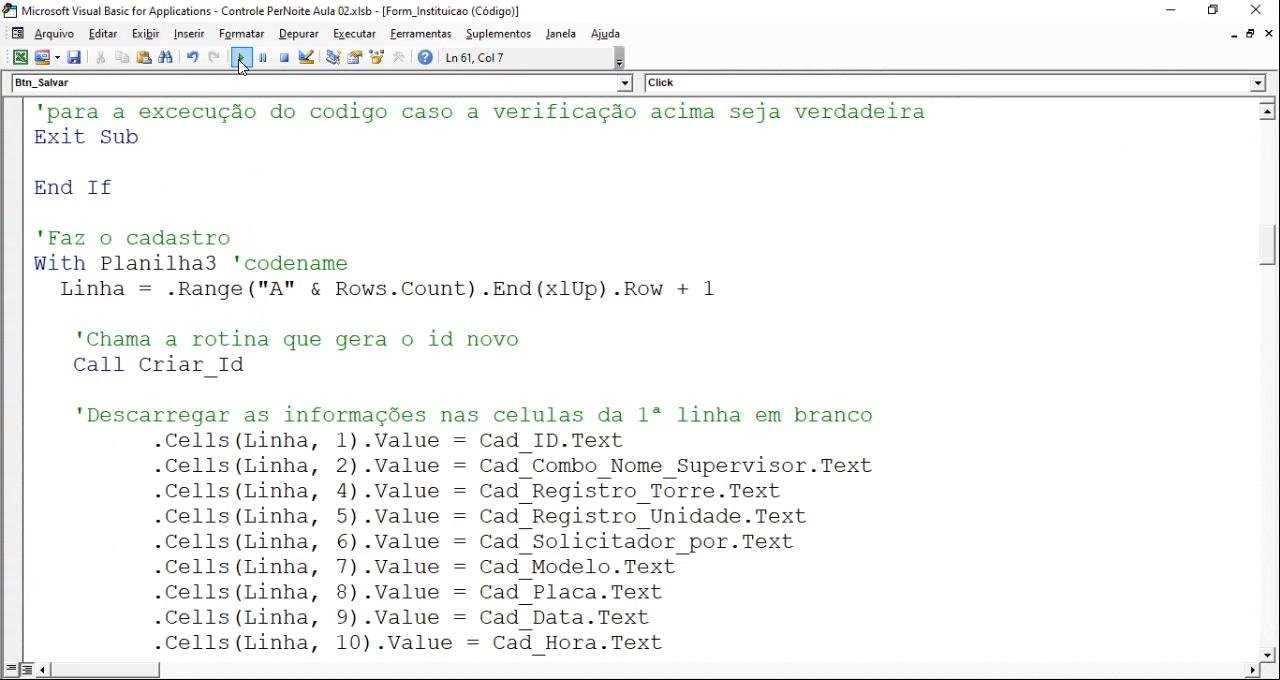 Microsoft Visual Basic for Applications - Controle PerNoite Aula 02.xlsb - [Form_Instituicao (Código)]
Arquivo Editar Exibir Inserir Formatar Depurar Executar Ferramentas Suplementos Janela Ajuda
Ln 61, Col 7
Btn_Salvar Click
'para a excecução do codigo caso a verificação acima seja verdadeira
Exit Sub
End If
'Faz o cadastro
With Planilha3 'codename
Linha = .Range("A" & Rows.Count).End(xlUp).Row + 1
'Chama a rotina que gera o id novo
Call Criar_Id
'Descarregar as informações nas celulas da 1ª linha em branco
.Cells(Linha, 1).Value = Cad_ID.Text
.Cells(Linha, 2).Value = Cad_Combo_Nome_Supervisor.Text
.Cells(Linha, 4).Value = Cad_Registro_Torre.Text
.Cells(Linha, 5).Value = Cad_Registro_Unidade.Text
.Cells(Linha, 6).Value = Cad_Solicitador_por.Text
.Cells(Linha, 7).Value = Cad_Modelo.Text
.Cells(Linha, 8).Value = Cad_Placa.Text
.Cells(Linha, 9).Value = Cad_Data.Text
.Cells(Linha, 10).Value = Cad_Hora.Text